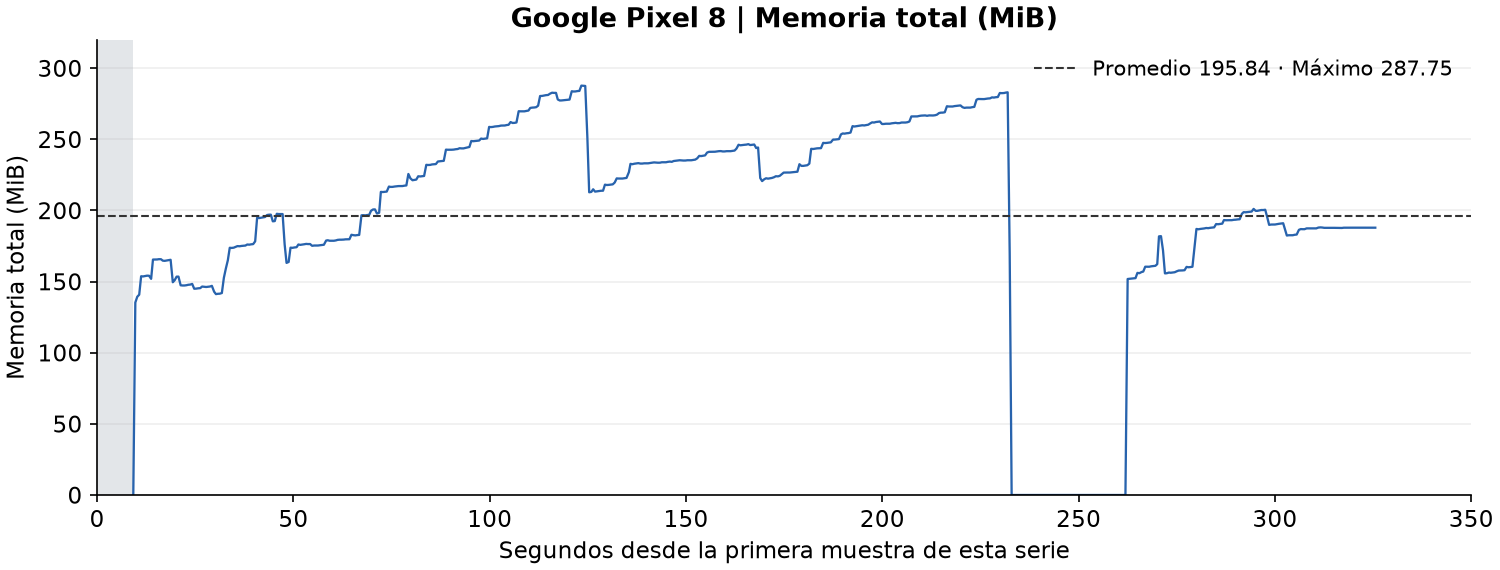 Google Pixel 8 | Memoria total (MiB)
Promedio 195.84 · Máximo 287.75
Memoria total (MiB)
300
250
200
150
100
50
0
0 50 100 150 200 250 300 350
Segundos desde la primera muestra de esta serie